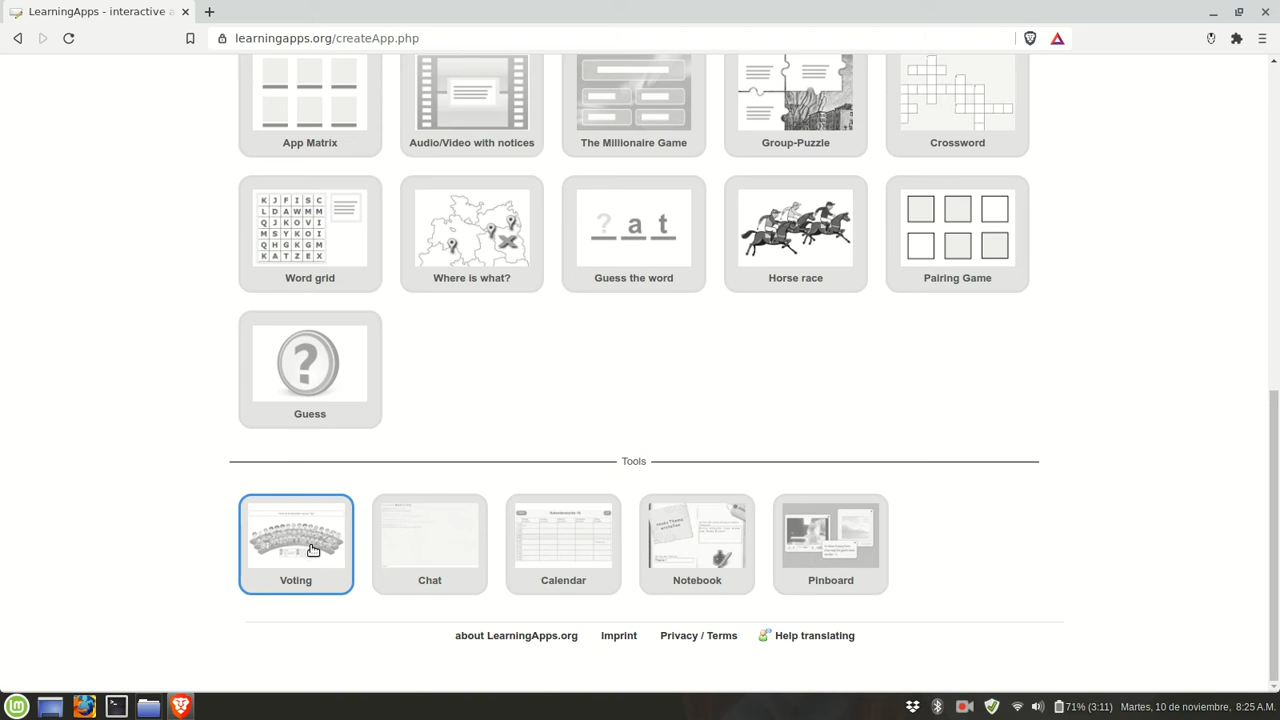 LearningApps - interactive a
learningapps.org/createApp.php
App Matrix
Audio/Video with notices
The Millionaire Game
Group-Puzzle
Crossword
K J F I S C
L D A W M M
Q J K O V I
M S Y K G I
Q H G K G M
K A T Z E X
Word grid
Where is what?
? a t
Guess the word
Horse race
Pairing Game
?
Guess
Tools
Voting
Chat
Calendar
Notebook
Pinboard
about LearningApps.org
Imprint
Privacy / Terms
Help translating
71% (3:11)
Martes, 10 de noviembre, 8:25 A.M.